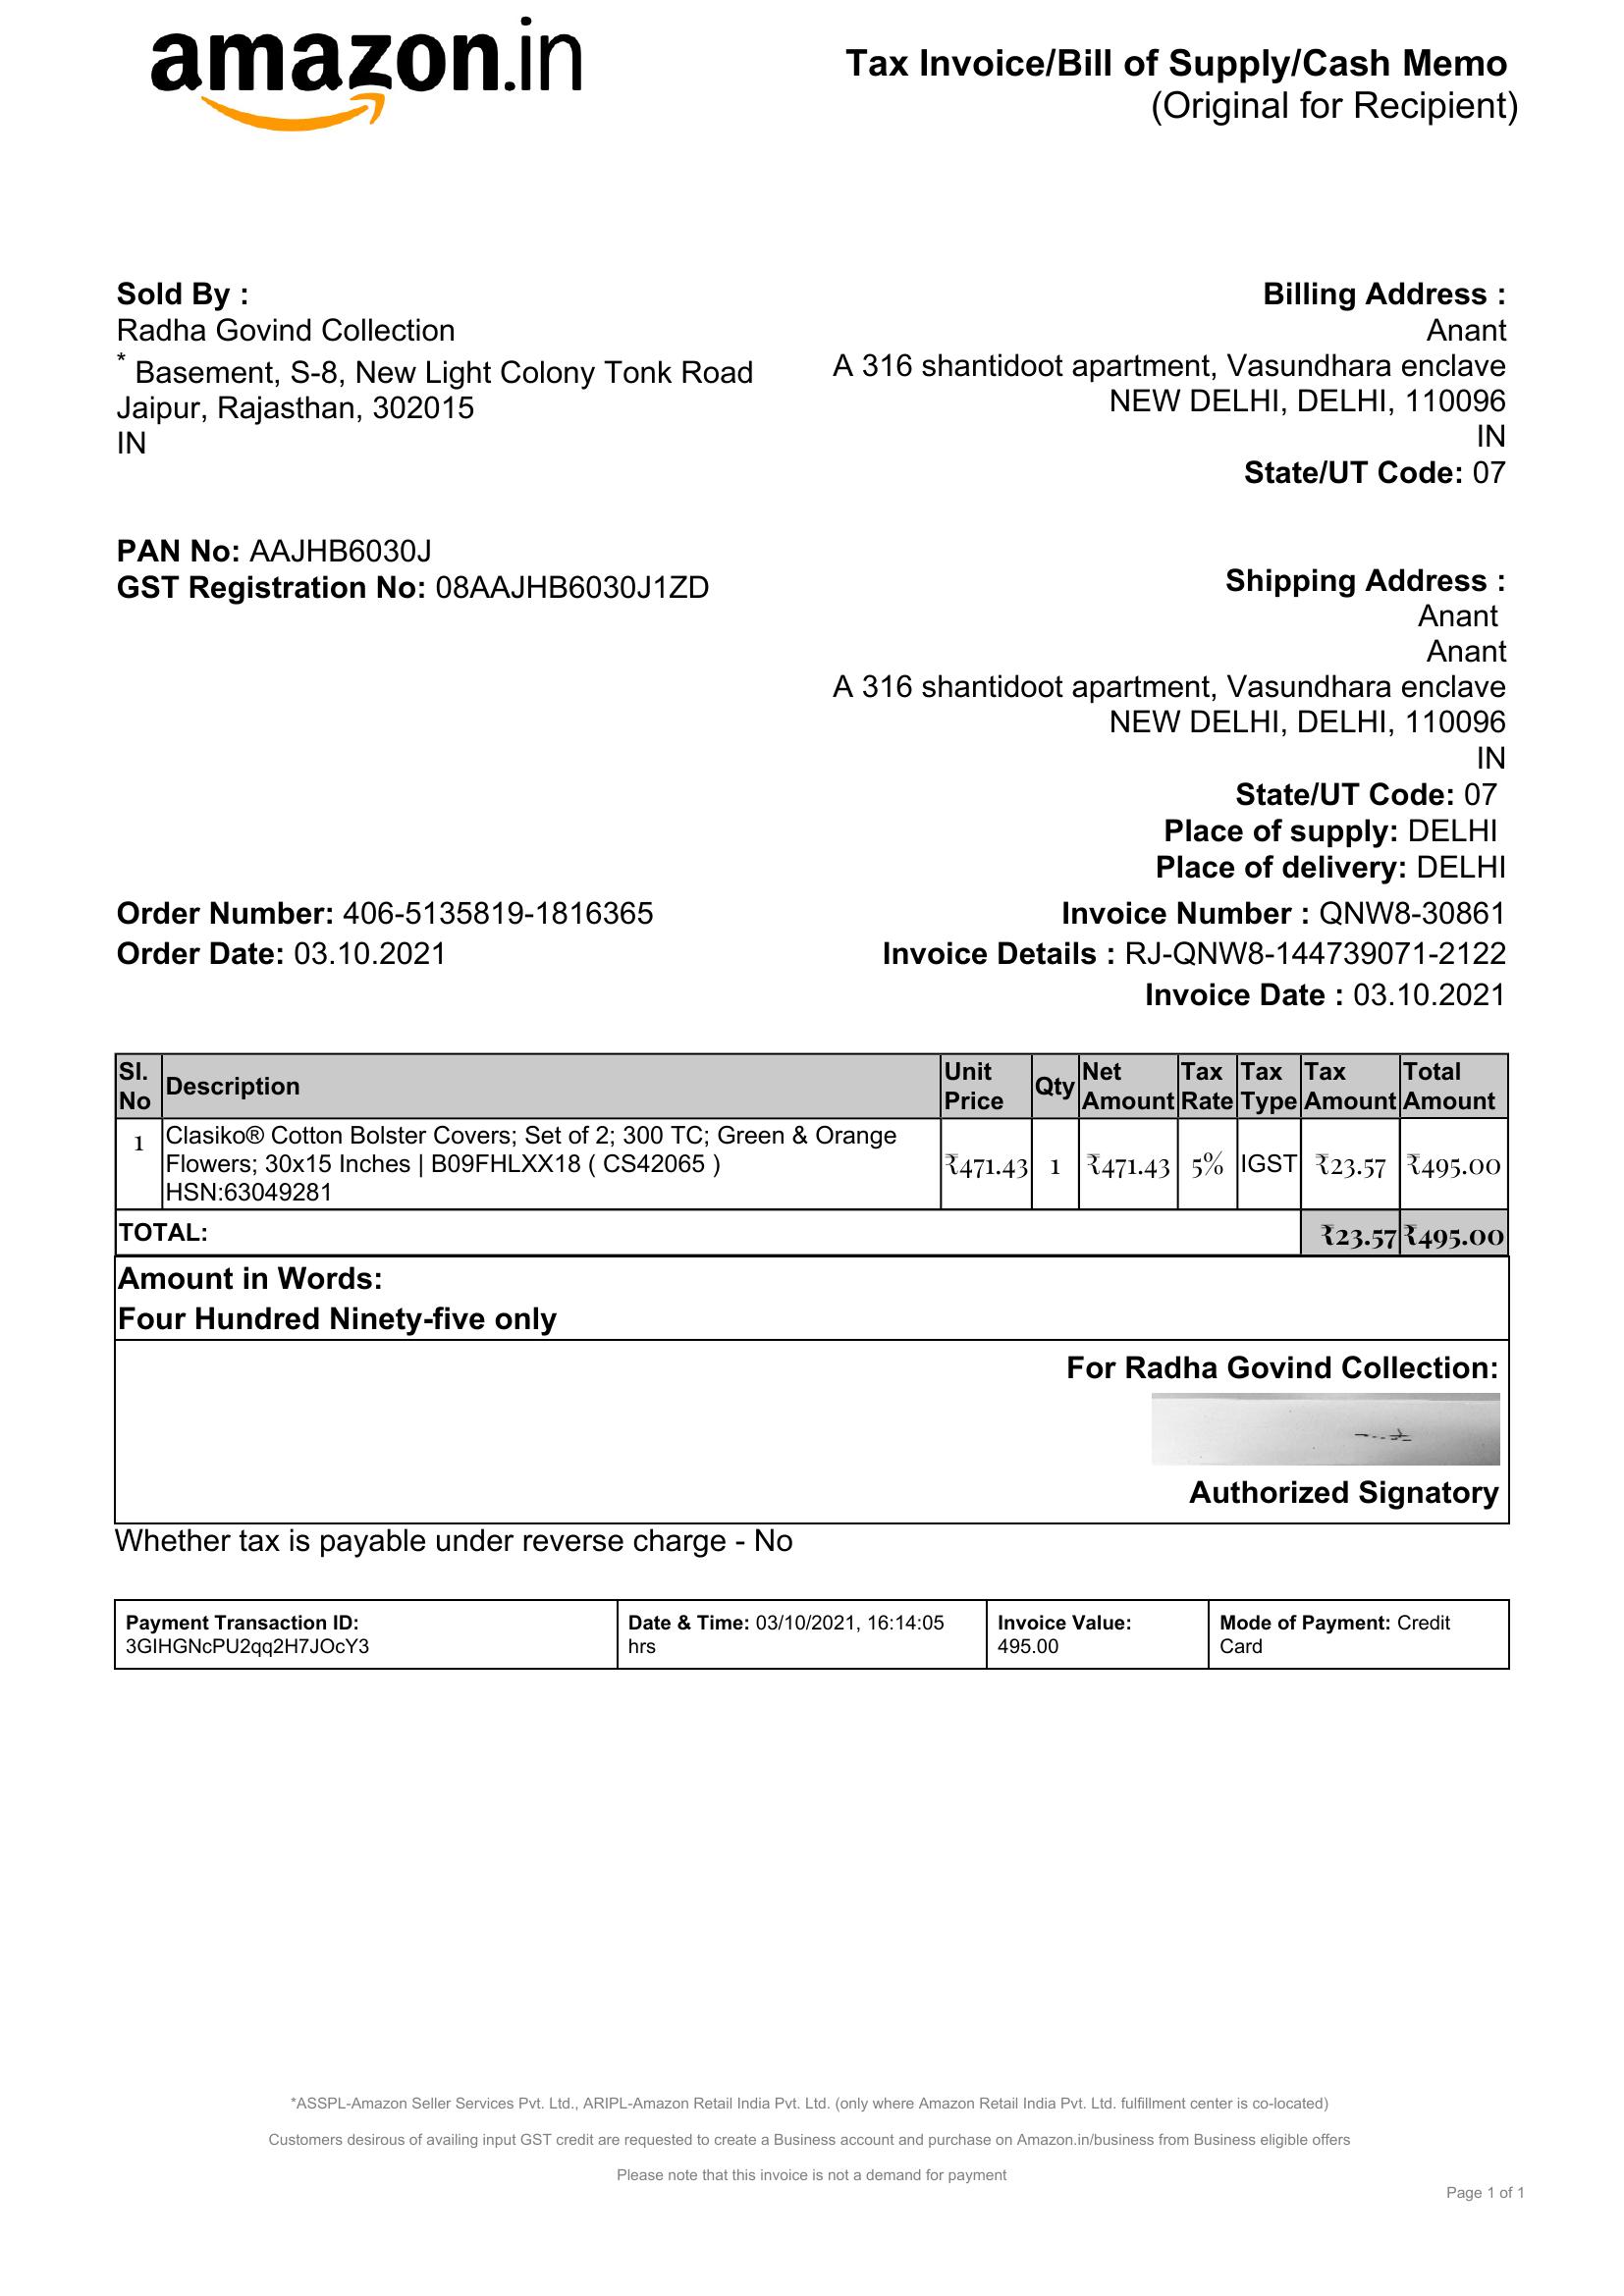 amazon.in
Tax Invoice/Bill of Supply/Cash Memo
(Original for Recipient)
Sold By :
Radha Govind Collection
* Basement, S-8, New Light Colony Tonk Road
Jaipur, Rajasthan, 302015
IN
PAN No: AAJHB6030J
GST Registration No: 08AAJHB6030J1ZD
Billing Address :
Anant
A 316 shantidoot apartment, Vasundhara enclave
NEW DELHI, DELHI, 110096
IN
State/UT Code: 07
Shipping Address :
Anant
Anant
A 316 shantidoot apartment, Vasundhara enclave
NEW DELHI, DELHI, 110096
IN
State/UT Code: 07
Place of supply: DELHI
Place of delivery: DELHI
Order Number: 406-5135819-1816365
Order Date: 03.10.2021
Invoice Number : QNW8-30861
Invoice Details : RJ-QNW8-144739071-2122
Invoice Date : 03.10.2021
Sl. No Description Unit Price Qty Net Amount Tax Rate Tax Type Tax Amount Total Amount
1 Clasiko® Cotton Bolster Covers; Set of 2; 300 TC; Green & Orange
Flowers; 30x15 Inches | B09FHLXX18 ( CS42065 ) ₹471.43 1 ₹471.43 5% IGST ₹23.57 ₹495.00
HSN:63049281
TOTAL: ₹23.57 ₹495.00
Amount in Words:
Four Hundred Ninety-five only
For Radha Govind Collection:
Authorized Signatory
Whether tax is payable under reverse charge - No
Payment Transaction ID:
3GIHGNcPU2qq2H7JOcY3
Date & Time: 03/10/2021, 16:14:05
hrs
Invoice Value:
495.00
Mode of Payment: Credit
Card
*ASSPL-Amazon Seller Services Pvt. Ltd., ARIPL-Amazon Retail India Pvt. Ltd. (only where Amazon Retail India Pvt. Ltd. fulfillment center is co-located)
Customers desirous of availing input GST credit are requested to create a Business account and purchase on Amazon.in/business from Business eligible offers
Please note that this invoice is not a demand for payment
Page 1 of 1